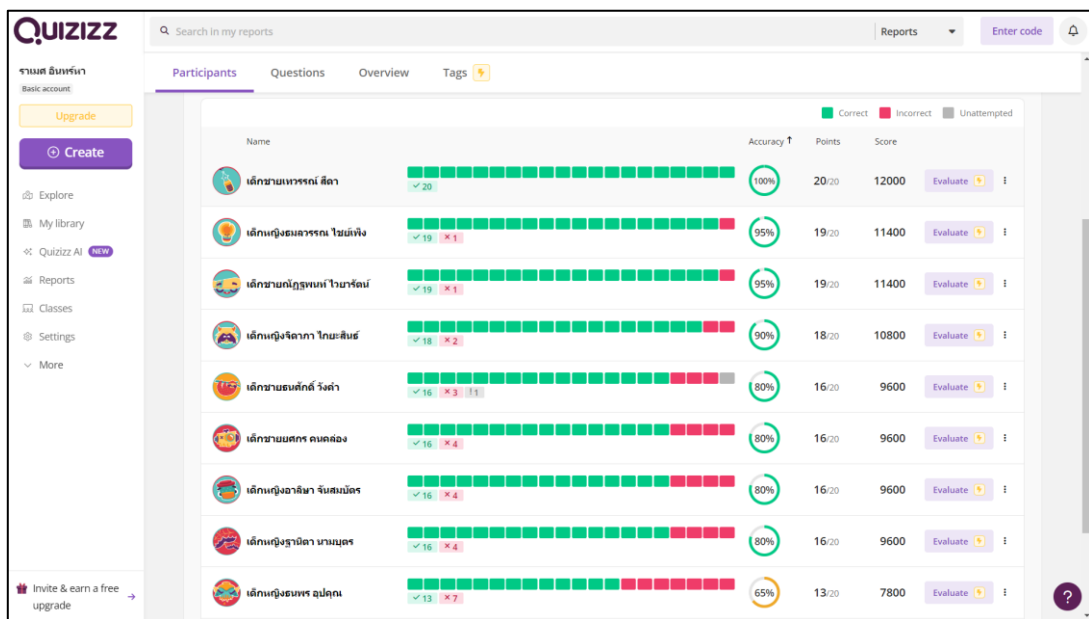 QUIZIZZ
Search in my reports
Reports
Enter code
ราเมศ อินทร์หา
Basic account
Upgrade
Create
Explore
My library
Quizizz AI NEW
Reports
Classes
Settings
More
Invite & earn a free upgrade
Participants Questions Overview Tags
Correct Incorrect Unattempted
Name Accuracy Points Score
เด็กชายเทวรรณ์ สีดา 20 100% 20/20 12000 Evaluate
เด็กหญิงธมลวรรณ ไชย์เพ็ง 19 1 95% 19/20 11400 Evaluate
เด็กชายณัฏฐพนท์ ไวยารัตน์ 19 1 95% 19/20 11400 Evaluate
เด็กหญิงจิดาภา ไกยะสินธ์ 18 2 90% 18/20 10800 Evaluate
เด็กชายธนศักดิ์ วังคำ 16 3 1 80% 16/20 9600 Evaluate
เด็กชายยศกร คนคล่อง 16 4 80% 16/20 9600 Evaluate
เด็กหญิงอาลิษา จันสมบัตร 16 4 80% 16/20 9600 Evaluate
เด็กหญิงฐานิตา นามบุตร 16 4 80% 16/20 9600 Evaluate
เด็กหญิงธนพร อุปคุณ 13 7 65% 13/20 7800 Evaluate